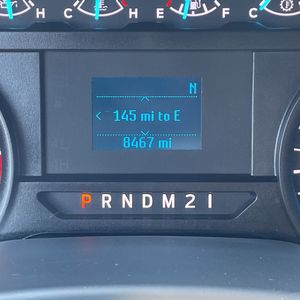 C H E F C
N
< 145 mi to E
8467 mi
P R N D M 2 1